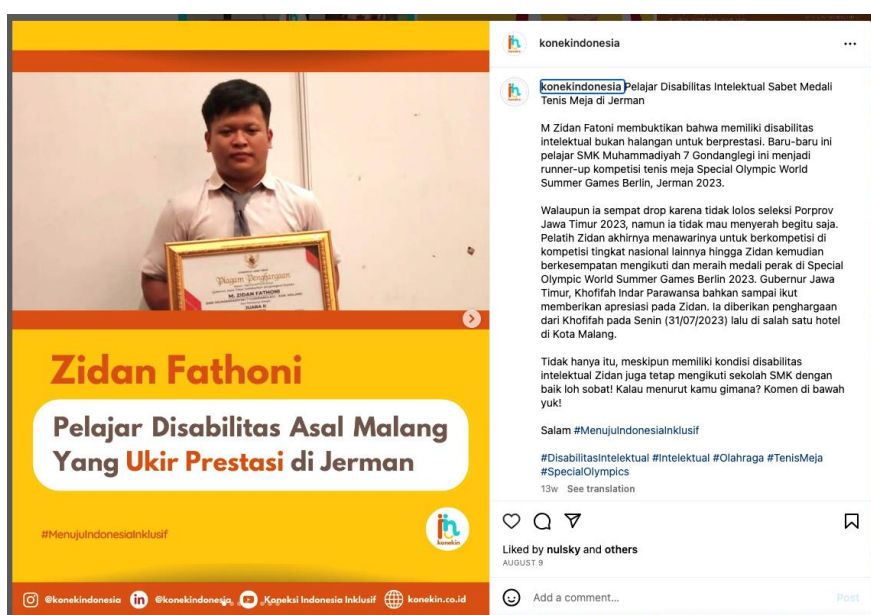 Piagam Penghargaan
M. ZIDAN FATHONI
JUARA II
Zidan Fathoni
Pelajar Disabilitas Asal Malang
Yang Ukir Prestasi di Jerman
#MenujuIndonesiaInklusif
konekin
@konekindonesia @konekindonesia Koneksi Indonesia Inklusif konekin.co.id
konekindonesia
konekindonesia Pelajar Disabilitas Intelektual Sabet Medali
Tenis Meja di Jerman
M Zidan Fatoni membuktikan bahwa memiliki disabilitas
intelektual bukan halangan untuk berprestasi. Baru-baru ini
pelajar SMK Muhammadiyah 7 Gondanglegi ini menjadi
runner-up kompetisi tenis meja Special Olympic World
Summer Games Berlin, Jerman 2023.
Walaupun ia sempat drop karena tidak lolos seleksi Porprov
Jawa Timur 2023, namun ia tidak mau menyerah begitu saja.
Pelatih Zidan akhirnya menawarinya untuk berkompetisi di
kompetisi tingkat nasional lainnya hingga Zidan kemudian
berkesempatan mengikuti dan meraih medali perak di Special
Olympic World Summer Games Berlin 2023. Gubernur Jawa
Timur, Khofifah Indar Parawansa bahkan sampai ikut
memberikan apresiasi pada Zidan. Ia diberikan penghargaan
dari Khofifah pada Senin (31/07/2023) lalu di salah satu hotel
di Kota Malang.
Tidak hanya itu, meskipun memiliki kondisi disabilitas
intelektual Zidan juga tetap mengikuti sekolah SMK dengan
baik loh sobat! Kalau menurut kamu gimana? Komen di bawah
yuk!
Salam #MenujuIndonesiaInklusif
#DisabilitasIntelektual #Intelektual #Olahraga #TenisMeja
#SpecialOlympics
13w See translation
Liked by nulsky and others
AUGUST 9
Add a comment...
Post